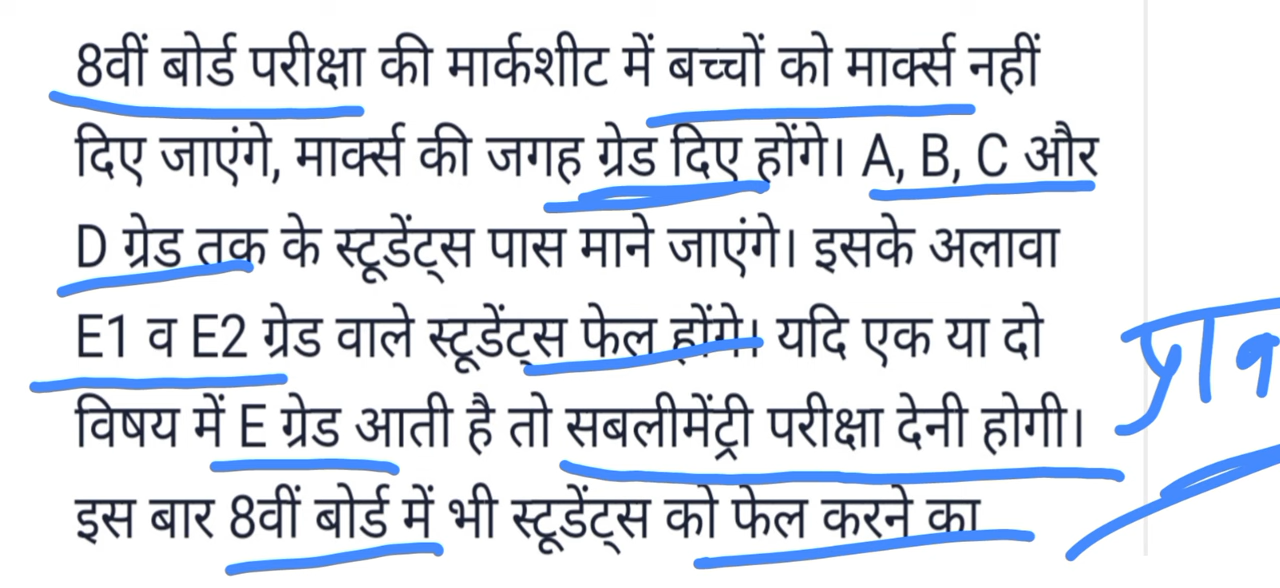 8वीं बोर्ड परीक्षा की मार्कशीट में बच्चों को मार्क्स नहीं
दिए जाएंगे, मार्क्स की जगह ग्रेड दिए होंगे। A, B, C और
D ग्रेड तक के स्टूडेंट्स पास माने जाएंगे। इसके अलावा
E1 व E2 ग्रेड वाले स्टूडेंट्स फेल होंगे। यदि एक या दो
विषय में E ग्रेड आती है तो सबलीमेंट्री परीक्षा देनी होगी।
इस बार 8वीं बोर्ड में भी स्टूडेंट्स को फेल करने का